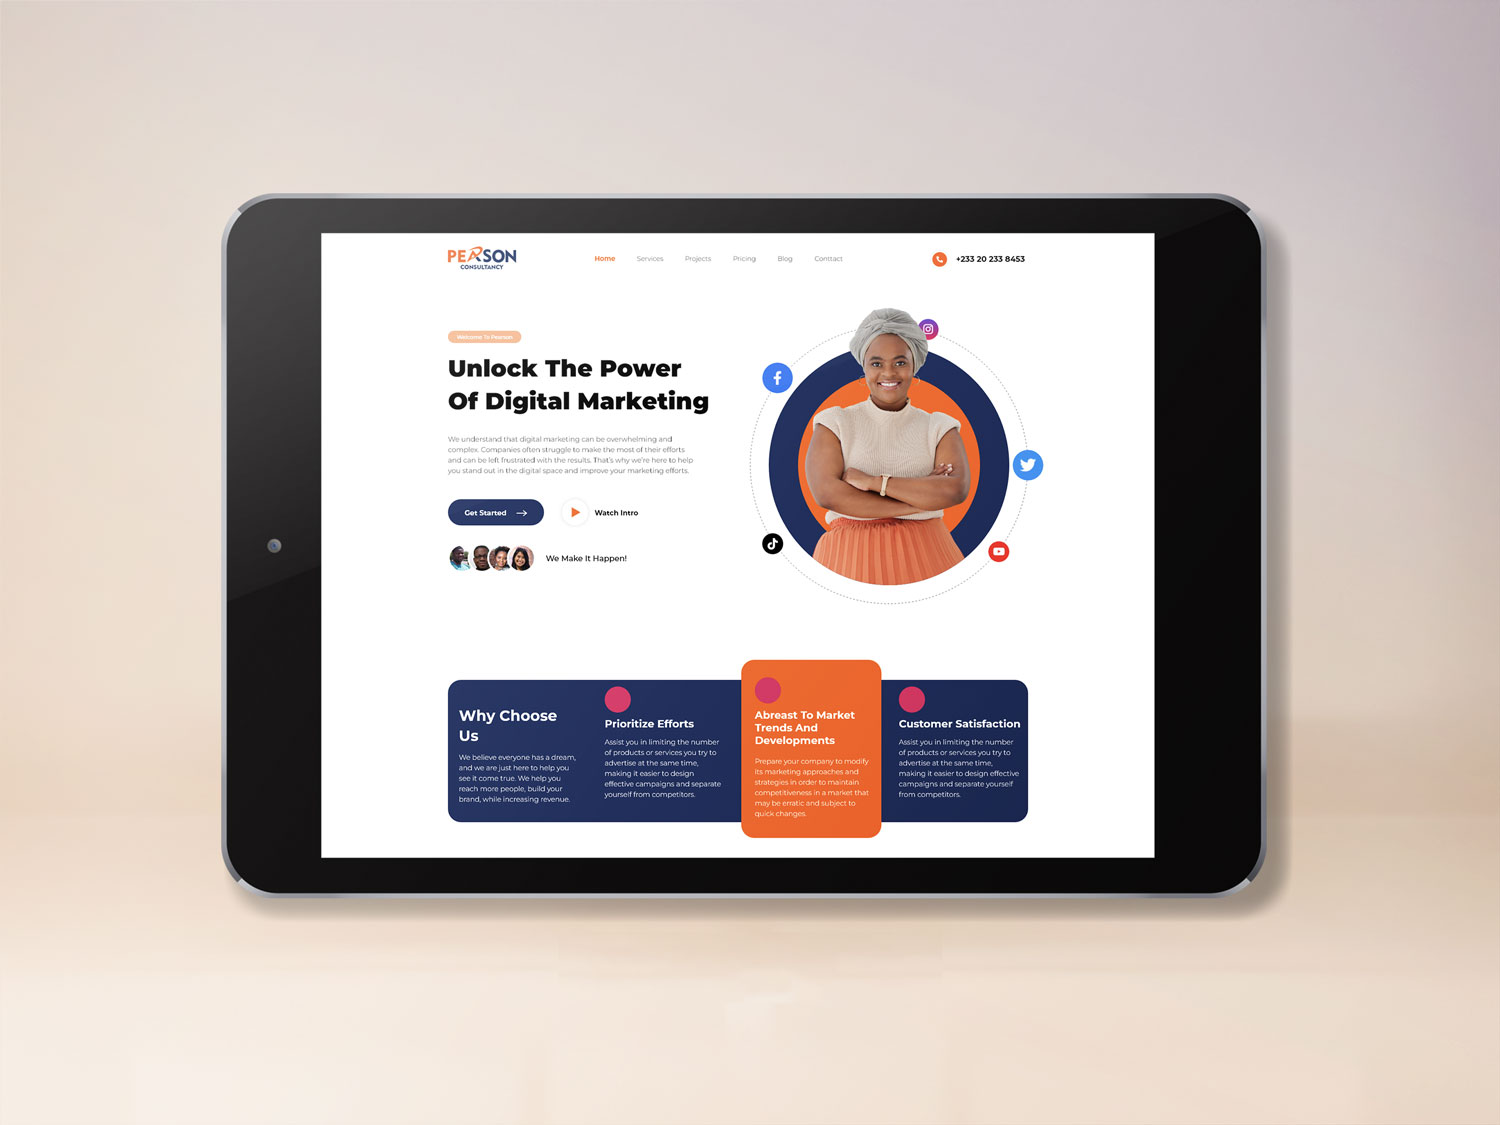 PEARSON
CONSULTANCY
Home Services Projects Pricing Blog Conttact
+233 20 233 8453
Welcome To Pearson
Unlock The Power
Of Digital Marketing
We understand that digital marketing can be overwhelming and
complex. Companies often struggle to make the most of their efforts
and can be left frustrated with the results. That's why we're here to help
you stand out in the digital space and improve your marketing efforts.
Get Started
Watch Intro
We Make It Happen!
Why Choose
Us
We believe everyone has a dream,
and we are just here to help you
see it come true. We help you
reach more people, build your
brand, while increasing revenue.
Prioritize Efforts
Assist you in limiting the number
of products or services you try to
advertise at the same time,
making it easier to design
effective campaigns and separate
yourself from competitors.
Abreast To Market
Trends And
Developments
Prepare your company to modify
its marketing approaches and
strategies in order to maintain
competitiveness in a market that
may be erratic and subject to
quick changes.
Customer Satisfaction
Assist you in limiting the number
of products or services you try to
advertise at the same time,
making it easier to design effective
campaigns and separate yourself
from competitors.